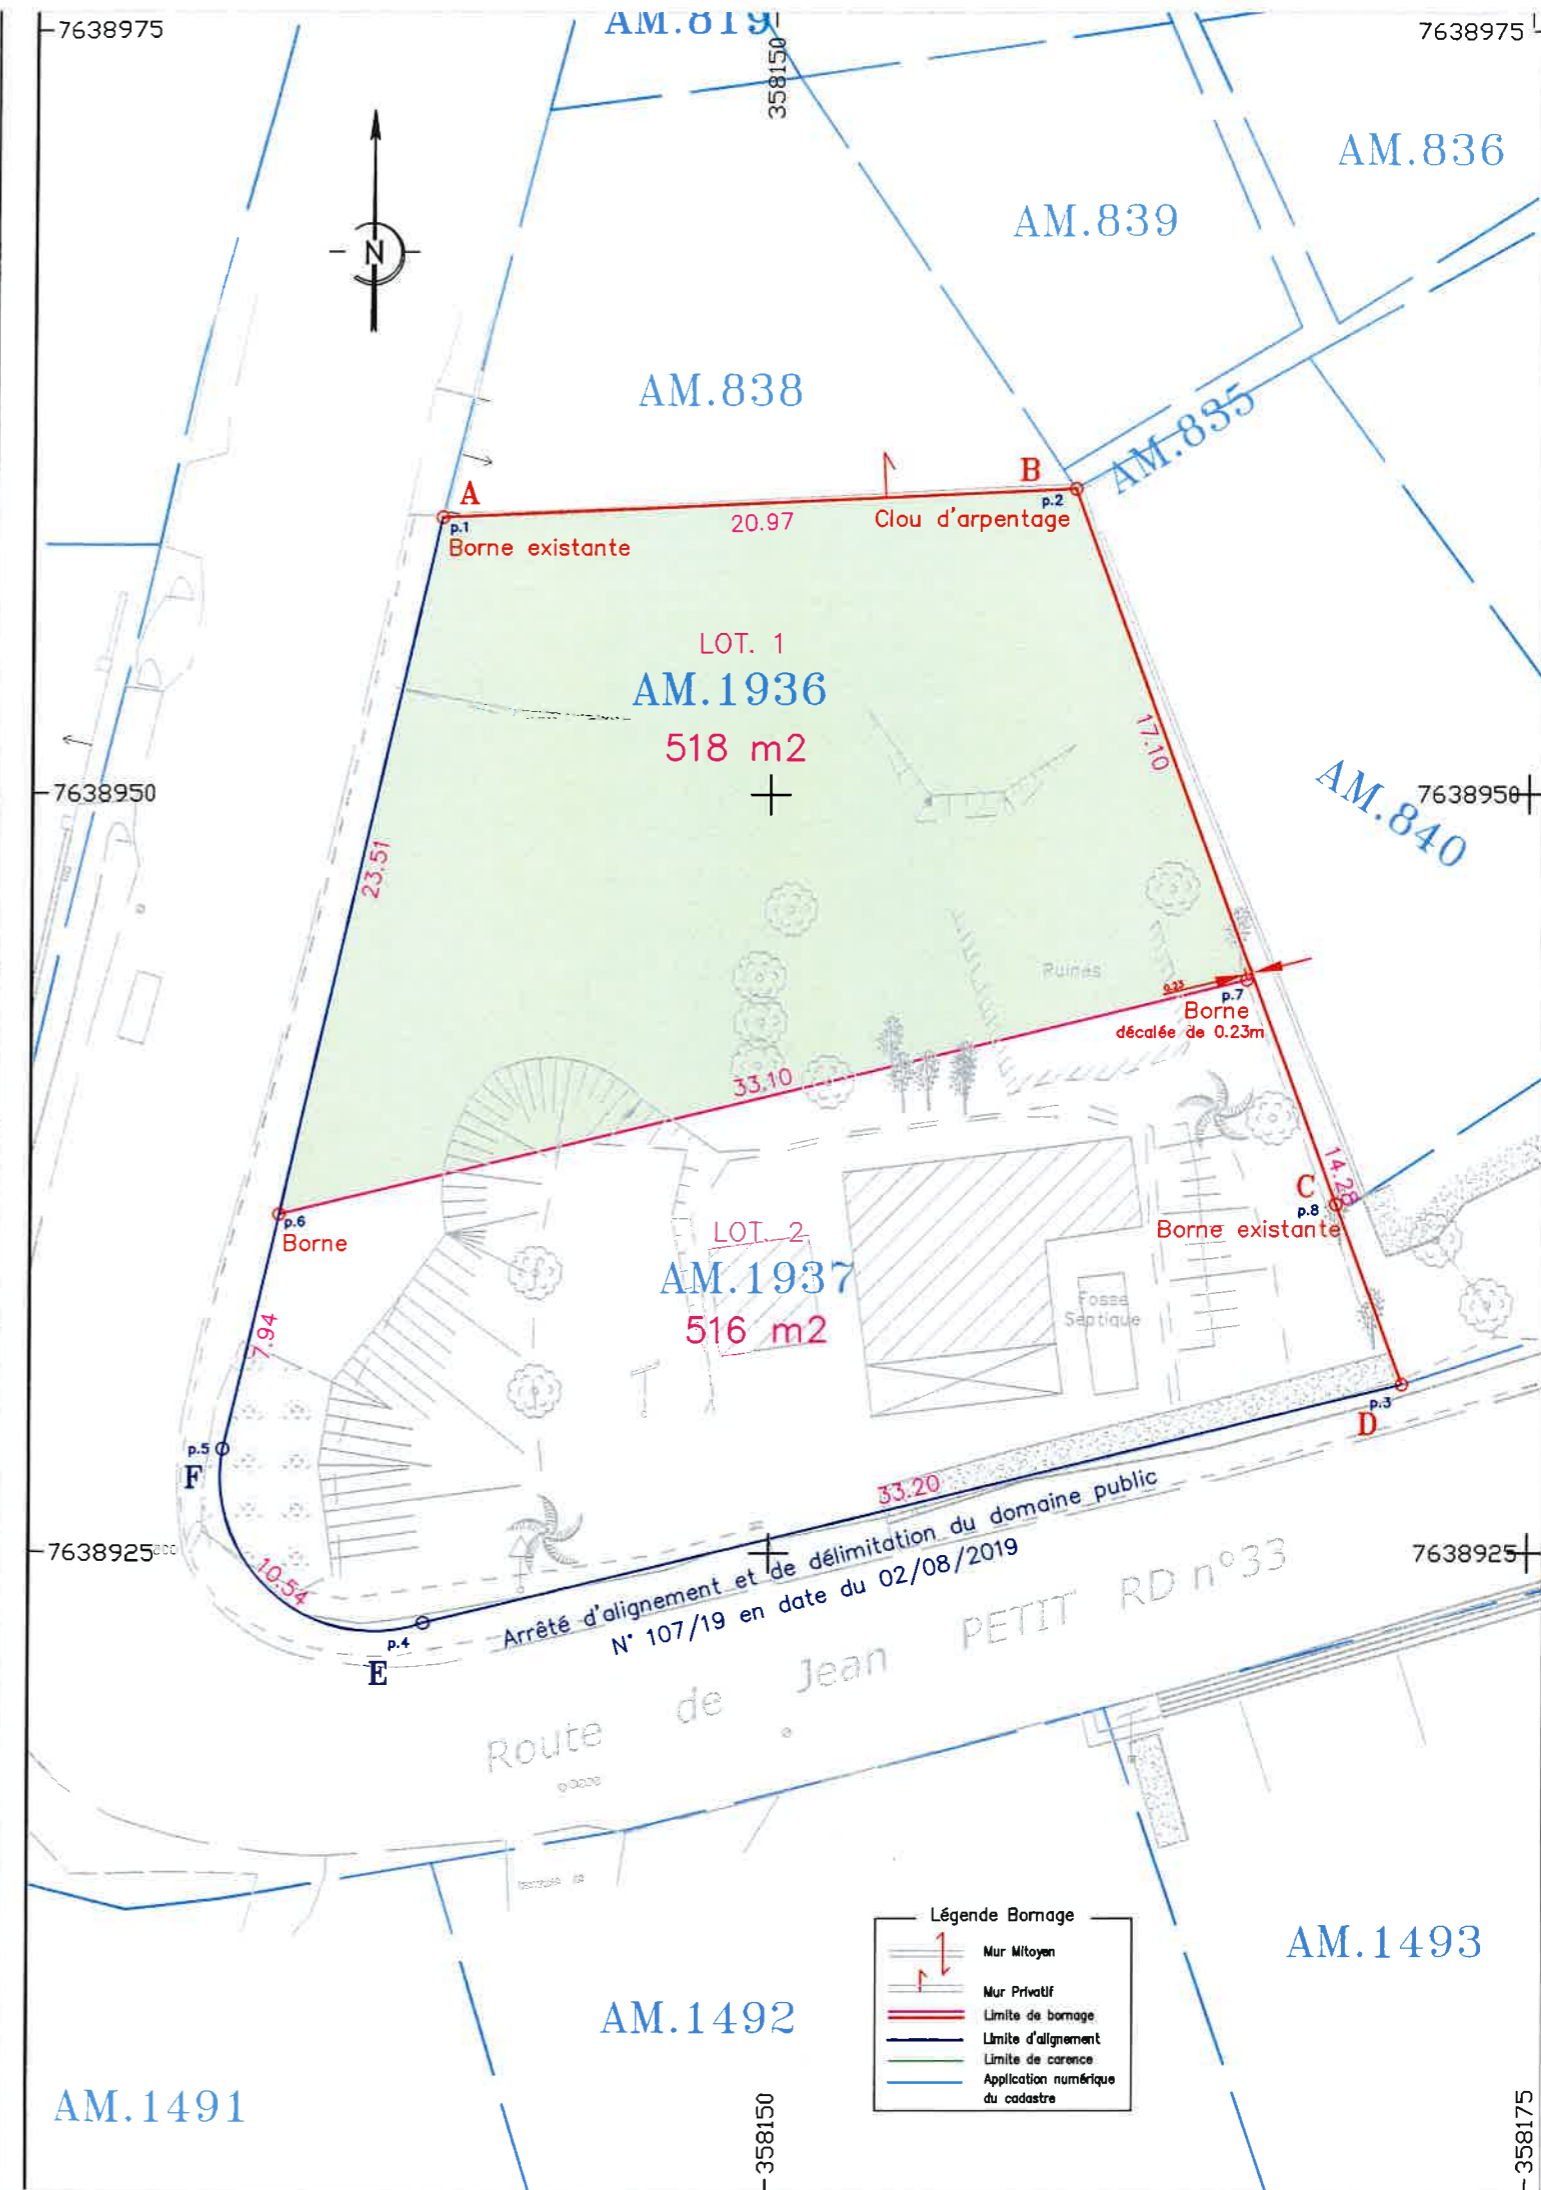 AM.819
7638975
7638975
358150
AM.836
AM.839
N
AM.838
AM.835
A
B
p.1
p.2
20.97
Clou d'arpentage
Borne existante
LOT. 1
AM.1936
518 m2
17.10
7638950
7638950
AM.840
23.51
Ruines
0.23
p.7
Borne
décalée de 0.23m
33.10
14.28
C
p.8
Borne existante
p.6
Borne
LOT. 2
AM.1937
516 m2
Fosse
Septique
7.94
p.3
D
p.5
F
33.20
7638925
7638925
10.54
Arrêté d'alignement et de délimitation du domaine public
N° 107/19 en date du 02/08/2019
p.4
E
Route de Jean PETIT RD n°33
Légende Bornage
Mur Mitoyen
Mur Privatif
Limite de bornage
Limite d'alignement
Limite de carence
Application numérique
du cadastre
AM.1493
AM.1492
AM.1491
358150
358175